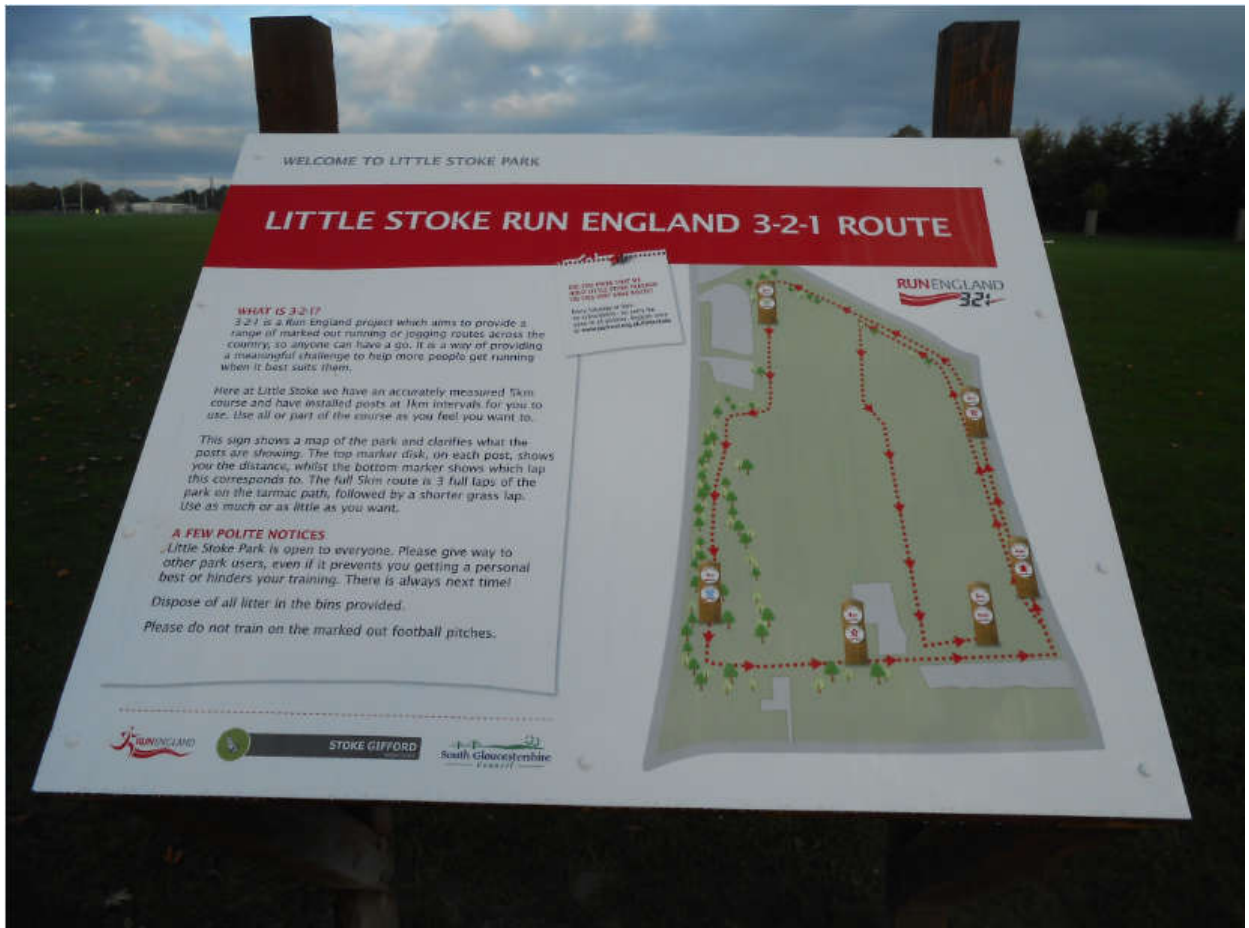 WELCOME TO LITTLE STOKE PARK
LITTLE STOKE RUN ENGLAND 3-2-1 ROUTE
WHAT IS 3-2-1?
3-2-1 is a Run England project which aims to provide a
range of marked out running or jogging routes across the
country, so anyone can have a go. It is a way of providing
a meaningful challenge to help more people get running
when it best suits them.
Here at Little Stoke we have an accurately measured 5km
course and have installed posts at 1km intervals for you to
use. Use all or part of the course as you feel you want to.
This sign shows a map of the park and clarifies what the
posts are showing. The top marker disk, on each post, shows
you the distance, whilst the bottom marker shows which lap
this corresponds to. The full 5km route is 3 full laps of the
park on the tarmac path, followed by a shorter grass lap.
Use as much or as little as you want.
A FEW POLITE NOTICES
Little Stoke Park is open to everyone. Please give way to
other park users, even if it prevents you getting a personal
best or hinders your training. There is always next time!
Dispose of all litter in the bins provided.
Please do not train on the marked out football pitches.
DID YOU KNOW THAT WE
HOLD LITTLE STOKE PARKRUN
RUNENGLAND
321
RUNENGLAND
STOKE GIFFORD
South Gloucestershire
Council